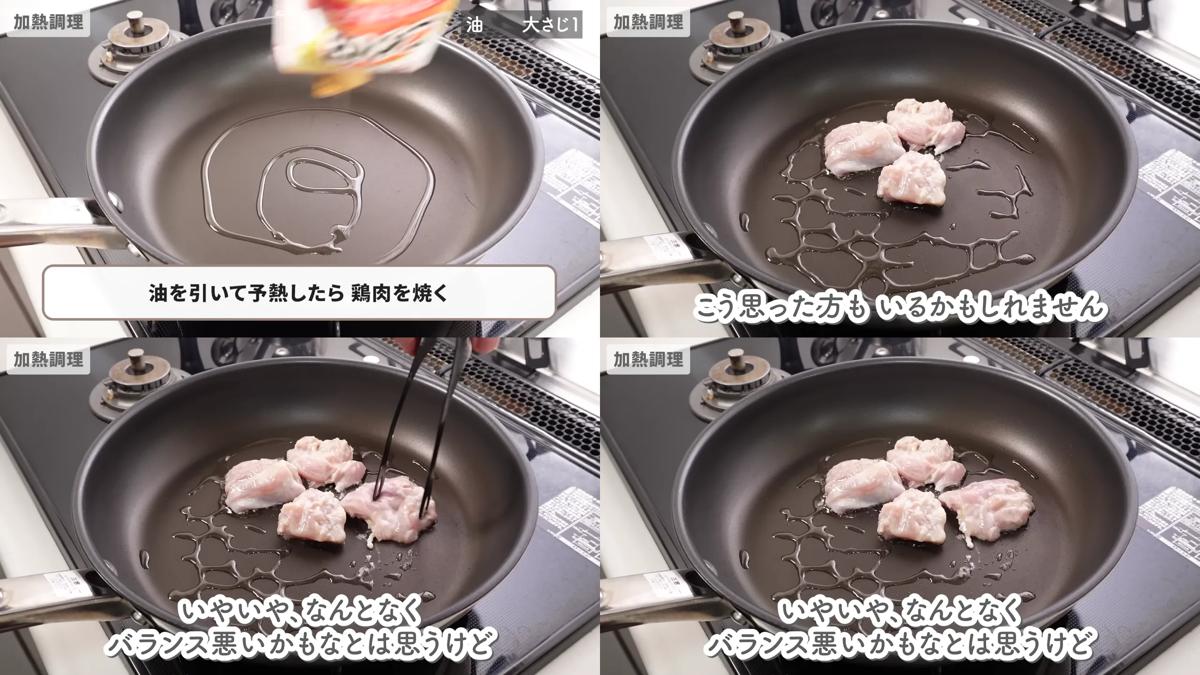 加熱調理
油 大さじ1
油を引いて予熱したら 鶏肉を焼く
加熱調理
こう思った方も いるかもしれません
加熱調理
いやいや、なんとなく
バランス悪いかもなとは思うけど
加熱調理
いやいや、なんとなく
バランス悪いかもなとは思うけど